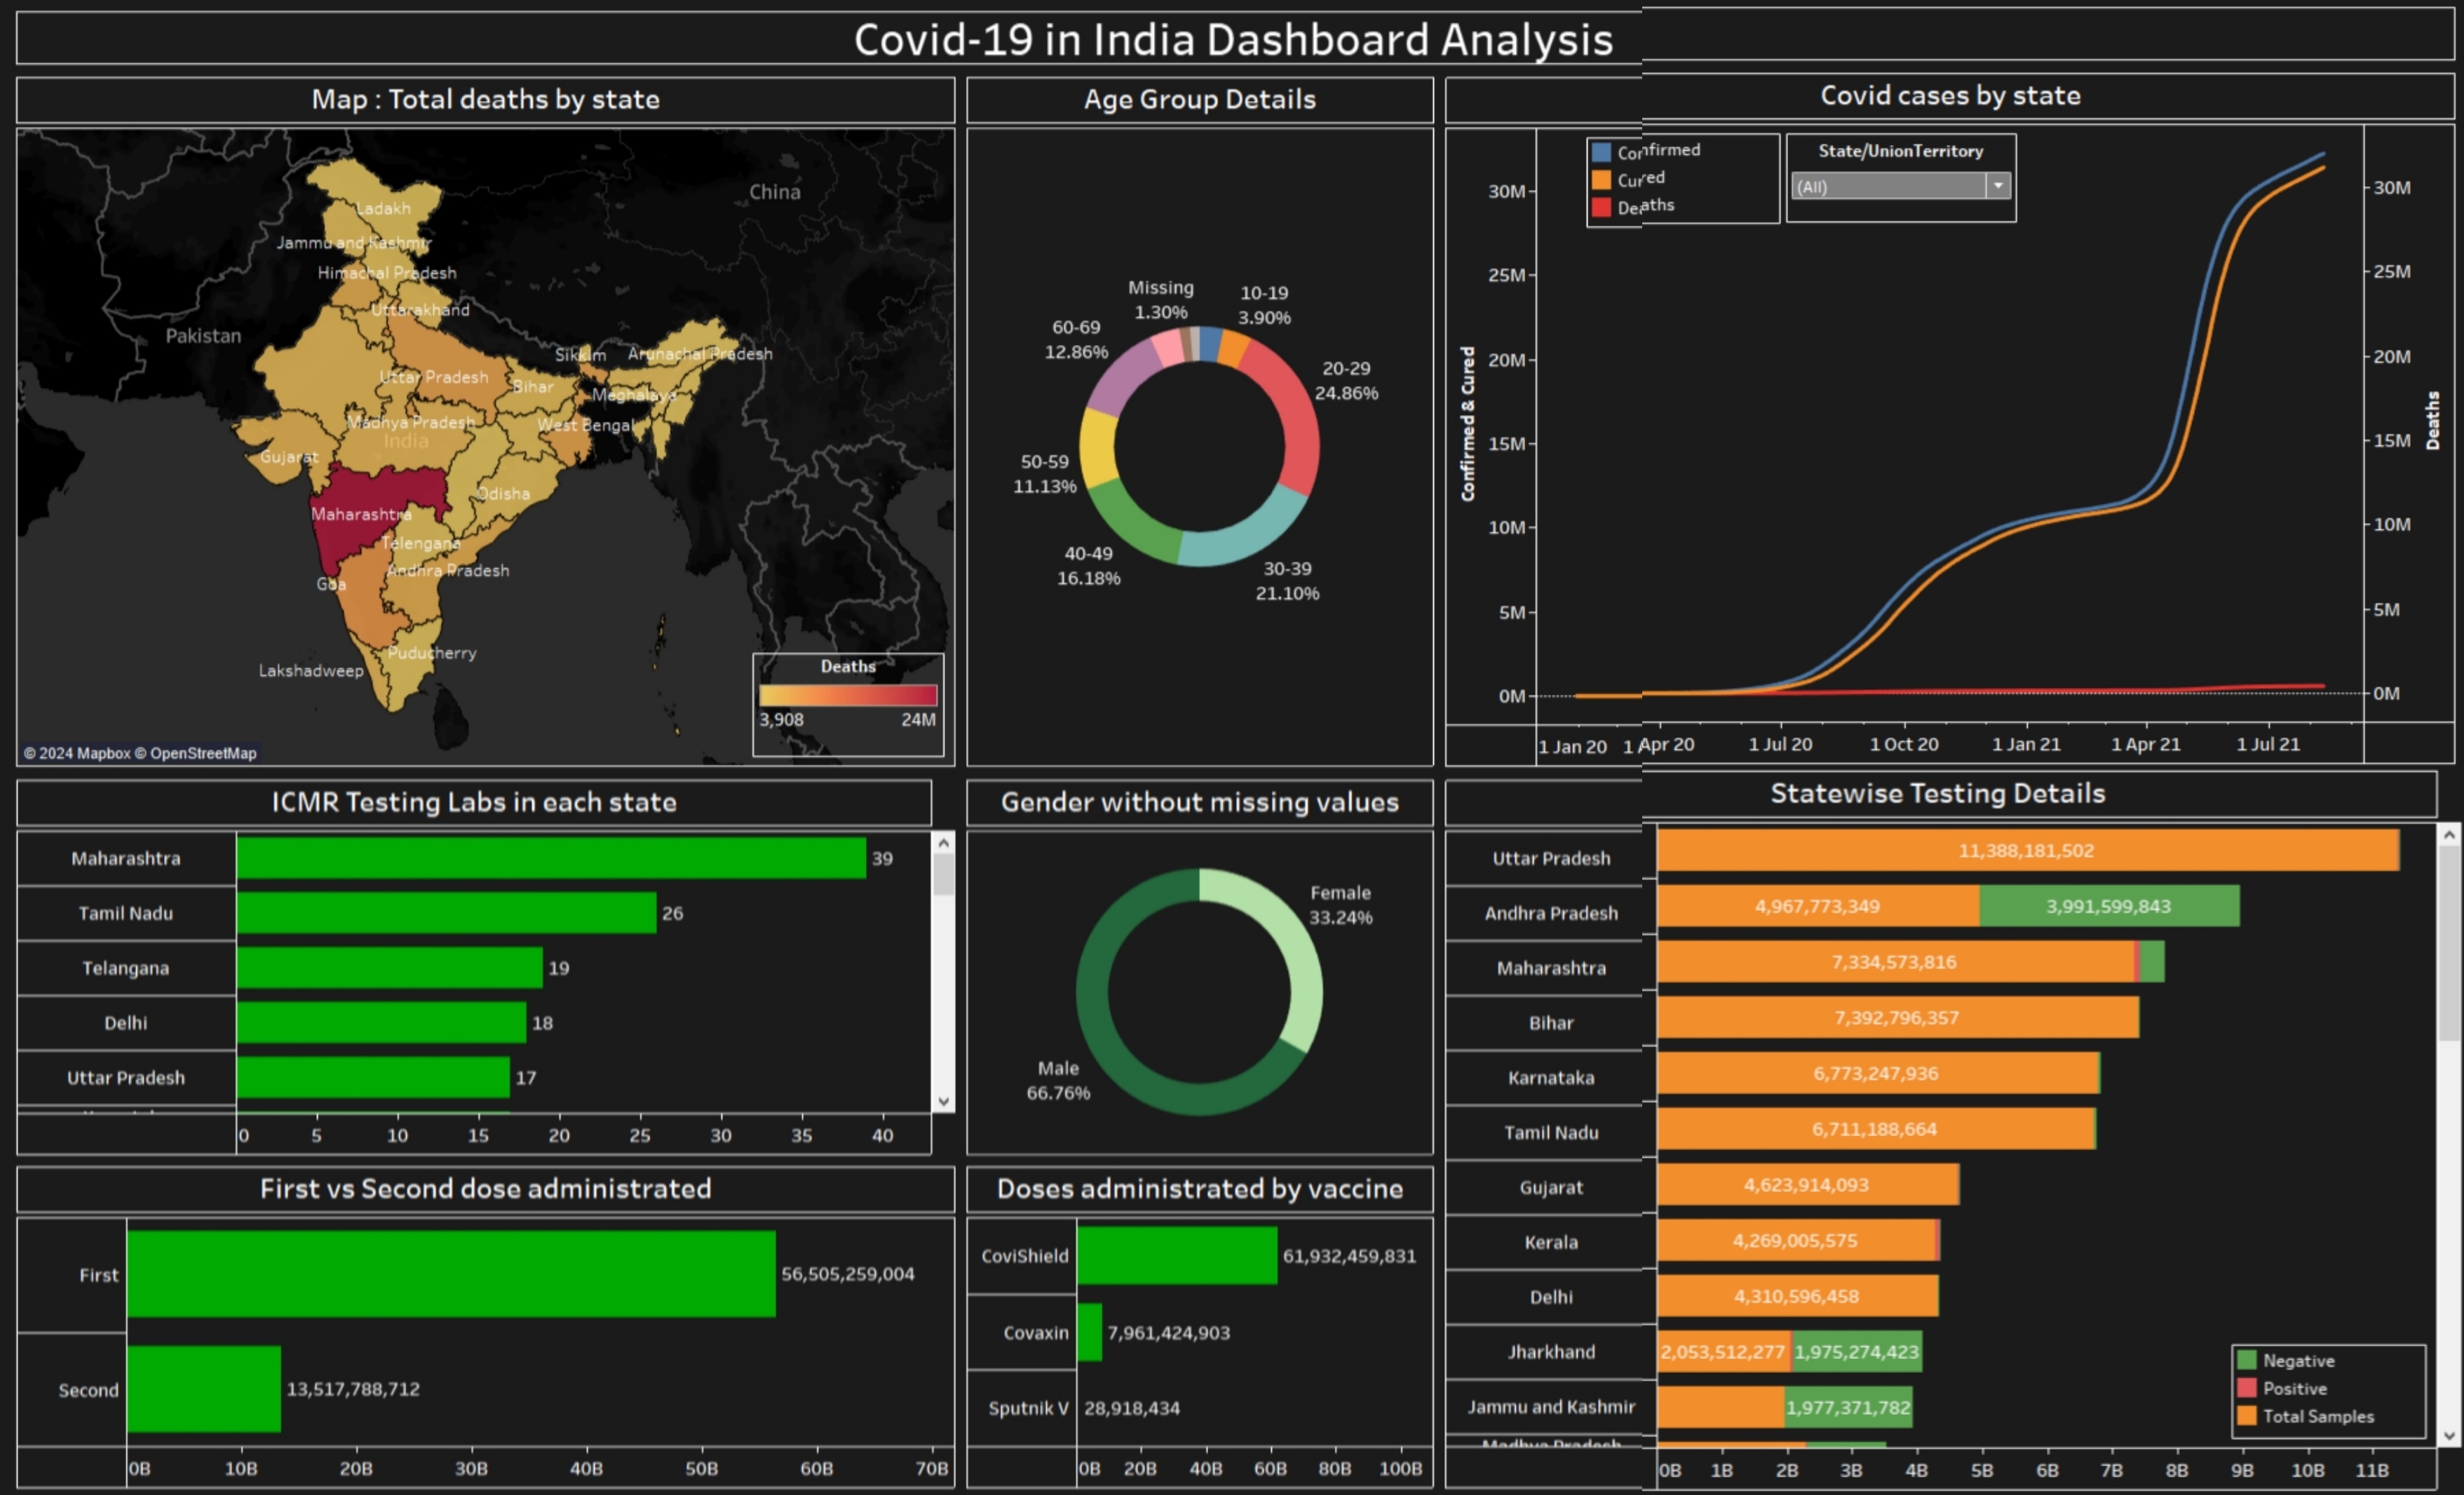 Covid-19 in India Dashboard Analysis
Map : Total deaths by state
China
Ladakh
Jammu and Kashmir
Himachal Pradesh
Uttarakhand
Pakistan
Sikkim
Arunachal Pradesh
Uttar Pradesh
Bihar
Meghalaya
Madhya Pradesh
West Bengal
India
Gujarat
Odisha
Maharashtra
Telengana
Andhra Pradesh
Goa
Puducherry
Lakshadweep
Deaths
3,908 24M
© 2024 Mapbox © OpenStreetMap
Age Group Details
Missing
1.30%
10-19
3.90%
60-69
12.86%
20-29
24.86%
50-59
11.13%
40-49
16.18%
30-39
21.10%
Covid cases by state
Confirmed
Cured
Deaths
State/UnionTerritory
(All)
Confirmed & Cured
30M
25M
20M
15M
10M
5M
0M
30M
25M
20M
15M
10M
5M
0M
Deaths
1 Jan 20 1 Apr 20 1 Jul 20 1 Oct 20 1 Jan 21 1 Apr 21 1 Jul 21
ICMR Testing Labs in each state
Maharashtra 39
Tamil Nadu 26
Telangana 19
Delhi 18
Uttar Pradesh 17
0 5 10 15 20 25 30 35 40
Gender without missing values
Female
33.24%
Male
66.76%
First vs Second dose administrated
First 56,505,259,004
Second 13,517,788,712
0B 10B 20B 30B 40B 50B 60B 70B
Doses administrated by vaccine
CoviShield 61,932,459,831
Covaxin 7,961,424,903
Sputnik V 28,918,434
0B 20B 40B 60B 80B 100B
Statewise Testing Details
Uttar Pradesh 11,388,181,502
Andhra Pradesh 4,967,773,349 3,991,599,843
Maharashtra 7,334,573,816
Bihar 7,392,796,357
Karnataka 6,773,247,936
Tamil Nadu 6,711,188,664
Gujarat 4,623,914,093
Kerala 4,269,005,575
Delhi 4,310,596,458
Jharkhand 2,053,512,277 1,975,274,423
Jammu and Kashmir 1,977,371,782
Madhya Pradesh
Negative
Positive
Total Samples
0B 1B 2B 3B 4B 5B 6B 7B 8B 9B 10B 11B